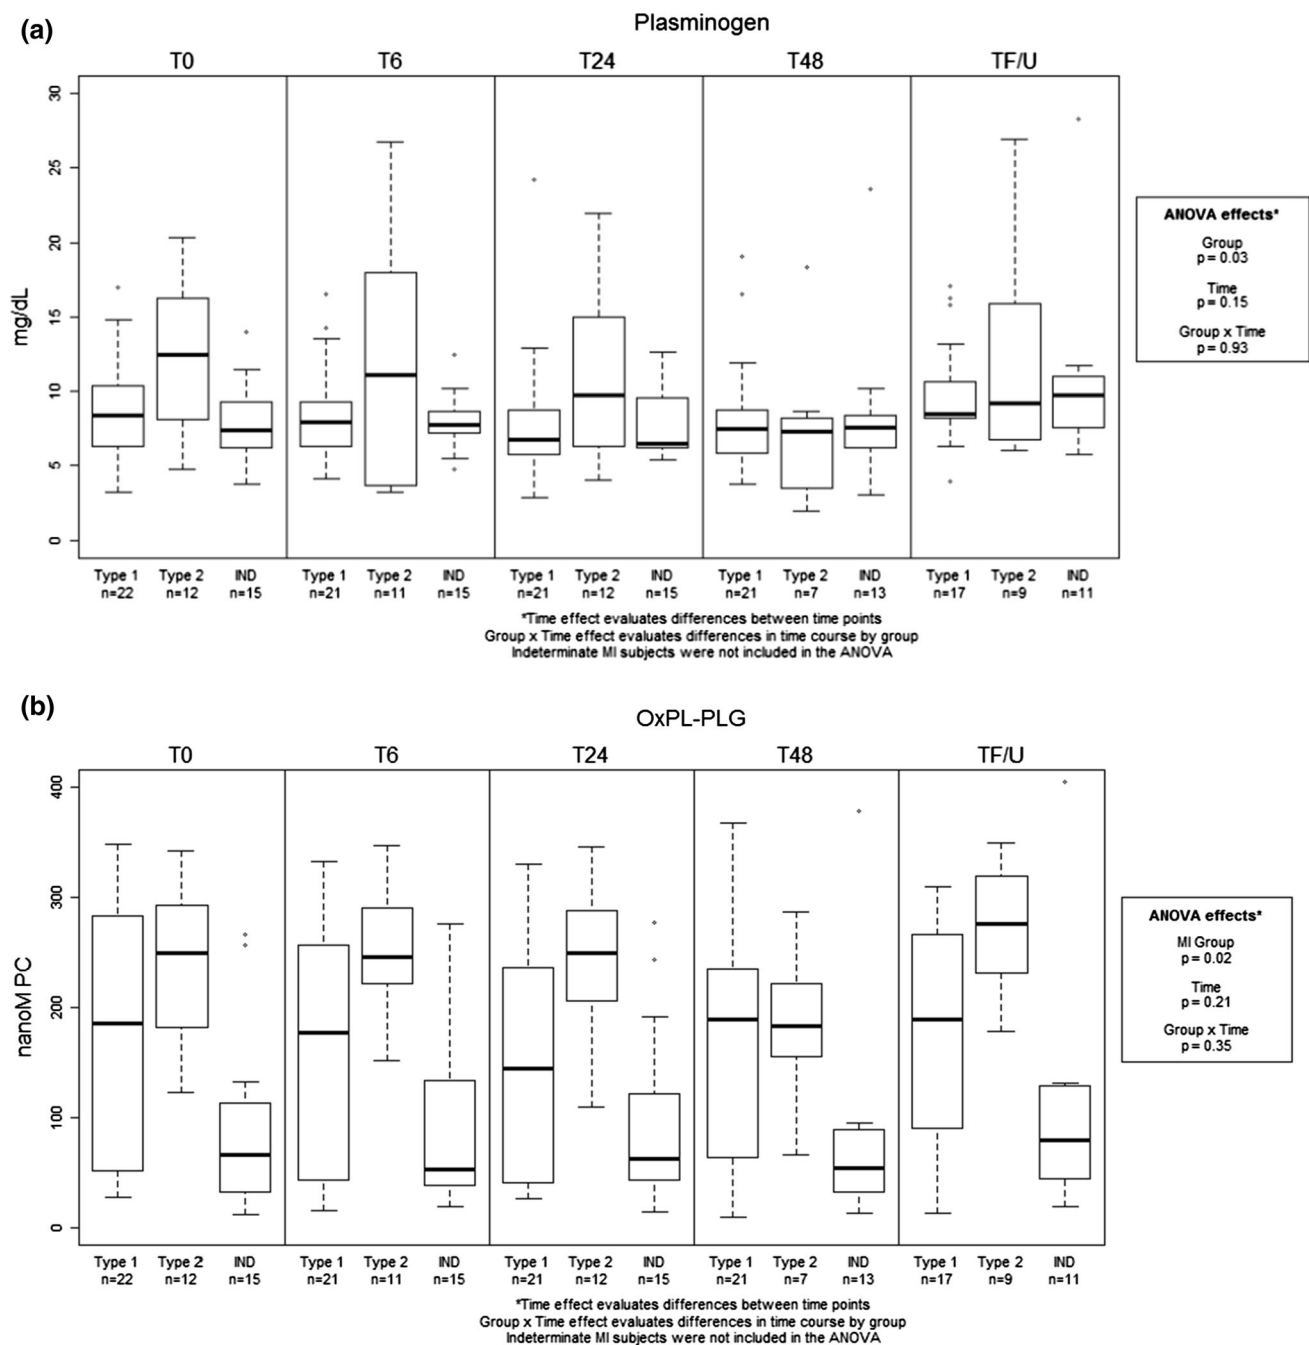 (a)
Plasminogen
T0 T6 T24 T48 TF/U
30
25
20
15
10
5
0
mg/dL
ANOVA effects*
Group
p = 0.03
Time
p = 0.15
Group x Time
p = 0.93
Type 1 Type 2 IND Type 1 Type 2 IND Type 1 Type 2 IND Type 1 Type 2 IND Type 1 Type 2 IND
n=22 n=12 n=15 n=21 n=11 n=15 n=21 n=12 n=15 n=21 n=7 n=13 n=17 n=9 n=11
*Time effect evaluates differences between time points
Group x Time effect evaluates differences in time course by group
Indeterminate MI subjects were not included in the ANOVA
(b)
OxPL-PLG
T0 T6 T24 T48 TF/U
400
300
200
100
0
nanoM PC
ANOVA effects*
MI Group
p = 0.02
Time
p = 0.21
Group x Time
p = 0.35
Type 1 Type 2 IND Type 1 Type 2 IND Type 1 Type 2 IND Type 1 Type 2 IND Type 1 Type 2 IND
n=22 n=12 n=15 n=21 n=11 n=15 n=21 n=12 n=15 n=21 n=7 n=13 n=17 n=9 n=11
*Time effect evaluates differences between time points
Group x Time effect evaluates differences in time course by group
Indeterminate MI subjects were not included in the ANOVA